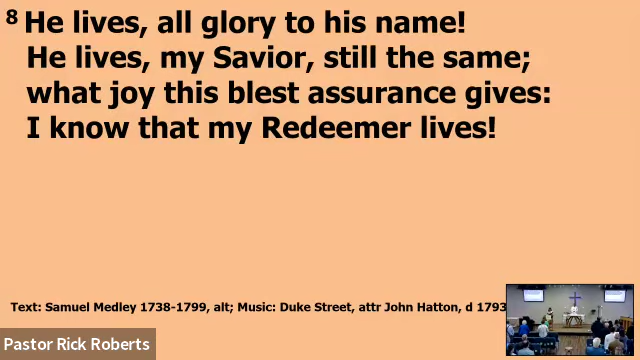 8 He lives, all glory to his name!
He lives, my Savior, still the same;
what joy this blest assurance gives:
I know that my Redeemer lives!
Text: Samuel Medley 1738-1799, alt; Music: Duke Street, attr John Hatton, d 1793
Pastor Rick Roberts